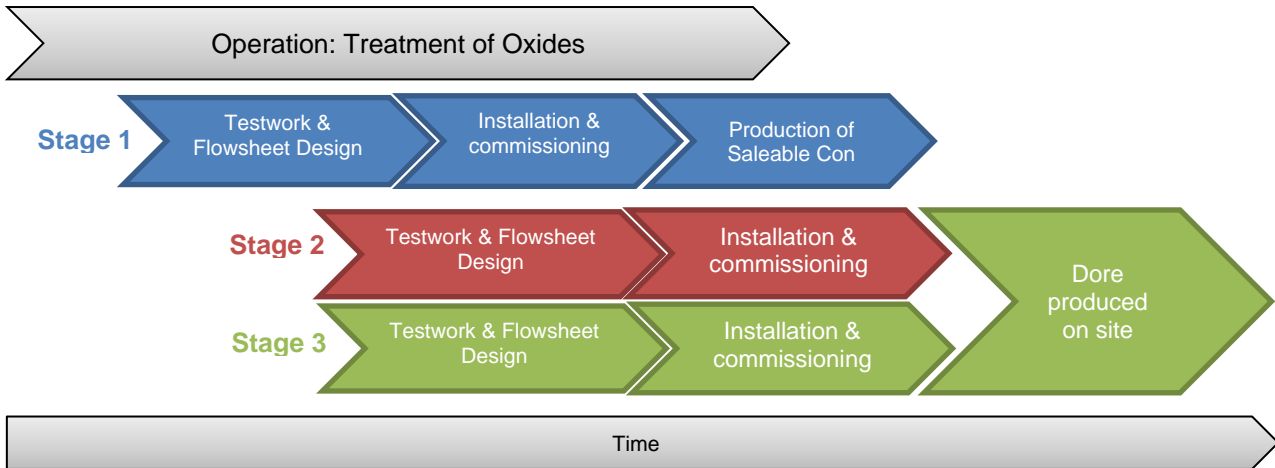 Operation: Treatment of Oxides
Stage 1
Testwork &
Flowsheet Design
Installation &
commissioning
Production of
Saleable Con
Stage 2
Testwork & Flowsheet
Design
Installation &
commissioning
Stage 3
Testwork & Flowsheet
Design
Installation &
commissioning
Dore
produced
on site
Time